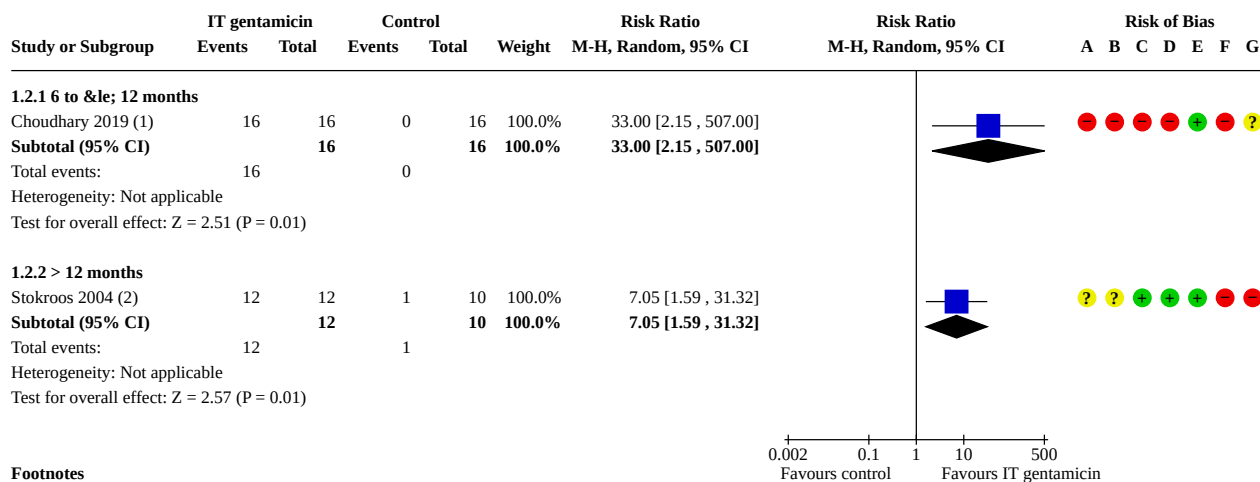 IT gentamicin Control Risk Ratio Risk Ratio Risk of Bias
Study or Subgroup Events Total Events Total Weight M-H, Random, 95% CI M-H, Random, 95% CI A B C D E F G
1.2.1 6 to &le; 12 months
Choudhary 2019 (1) 16 16 0 16 100.0% 33.00 [2.15 , 507.00] − − − − + − ?
Subtotal (95% CI) 16 16 100.0% 33.00 [2.15 , 507.00]
Total events: 16 0
Heterogeneity: Not applicable
Test for overall effect: Z = 2.51 (P = 0.01)
1.2.2 > 12 months
Stokroos 2004 (2) 12 12 1 10 100.0% 7.05 [1.59 , 31.32] ? ? + + + − −
Subtotal (95% CI) 12 10 100.0% 7.05 [1.59 , 31.32]
Total events: 12 1
Heterogeneity: Not applicable
Test for overall effect: Z = 2.57 (P = 0.01)
0.002 0.1 1 10 500
Footnotes Favours control Favours IT gentamicin